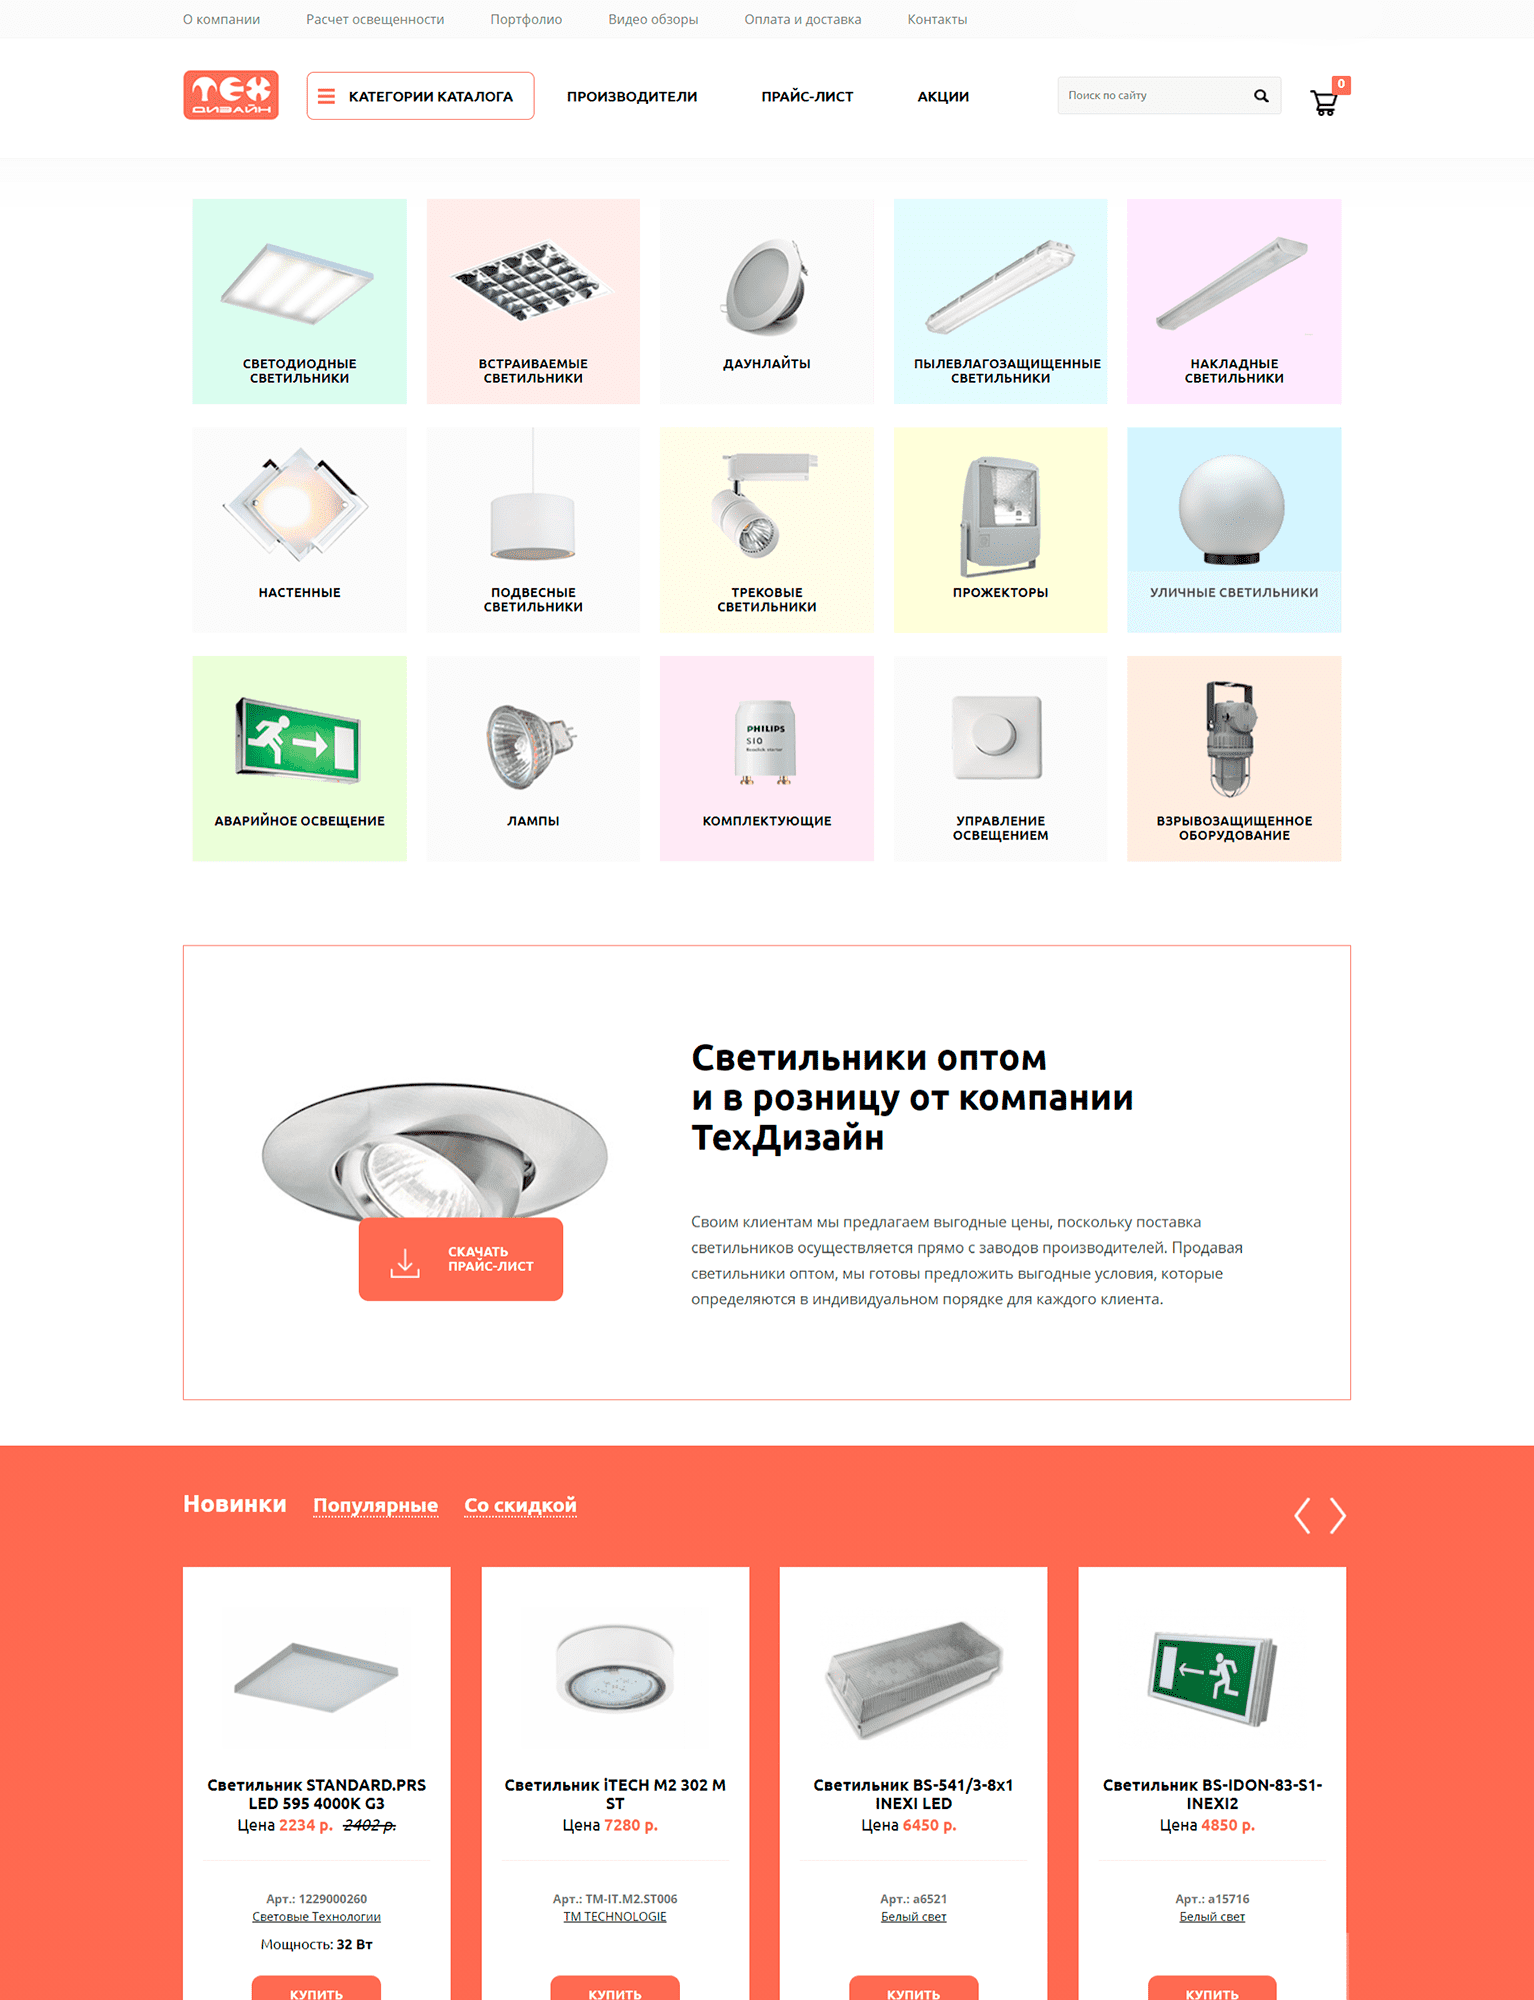 О компании Расчет освещенности Портфолио Видео обзоры Оплата и доставка Контакты
ТЕХ
ДИЗАЙН
КАТЕГОРИИ КАТАЛОГА ПРОИЗВОДИТЕЛИ ПРАЙС-ЛИСТ АКЦИИ Поиск по сайту 0
СВЕТОДИОДНЫЕ
СВЕТИЛЬНИКИ
ВСТРАИВАЕМЫЕ
СВЕТИЛЬНИКИ
ДАУНЛАЙТЫ
ПЫЛЕВЛАГОЗАЩИЩЕННЫЕ
СВЕТИЛЬНИКИ
НАКЛАДНЫЕ
СВЕТИЛЬНИКИ
НАСТЕННЫЕ
ПОДВЕСНЫЕ
СВЕТИЛЬНИКИ
ТРЕКОВЫЕ
СВЕТИЛЬНИКИ
ПРОЖЕКТОРЫ
УЛИЧНЫЕ СВЕТИЛЬНИКИ
АВАРИЙНОЕ ОСВЕЩЕНИЕ
ЛАМПЫ
PHILIPS
S10
КОМПЛЕКТУЮЩИЕ
УПРАВЛЕНИЕ
ОСВЕЩЕНИЕМ
ВЗРЫВОЗАЩИЩЕННОЕ
ОБОРУДОВАНИЕ
Светильники оптом
и в розницу от компании
ТехДизайн
Своим клиентам мы предлагаем выгодные цены, поскольку поставка
светильников осуществляется прямо с заводов производителей. Продавая
светильники оптом, мы готовы предложить выгодные условия, которые
определяются в индивидуальном порядке для каждого клиента.
СКАЧАТЬ
ПРАЙС-ЛИСТ
Новинки Популярные Со скидкой
Светильник STANDARD.PRS
LED 595 4000K G3
Цена 2234 р. 2402 р.
Арт.: 1229000260
Световые Технологии
Мощность: 32 Вт
КУПИТЬ
Светильник iTECH M2 302 M
ST
Цена 7280 р.
Арт.: TM-IT.M2.ST006
TM TECHNOLOGIE
КУПИТЬ
Светильник BS-541/3-8x1
INEXI LED
Цена 6450 р.
Арт.: a6521
Белый свет
КУПИТЬ
Светильник BS-IDON-83-S1-
INEXI2
Цена 4850 р.
Арт.: a15716
Белый свет
КУПИТЬ